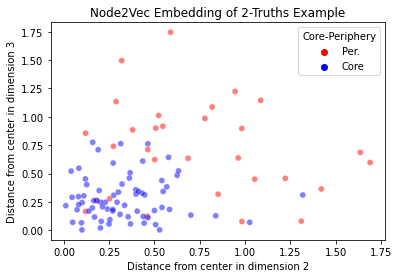 Node2Vec Embedding of 2-Truths Example
Core-Periphery
Per.
Core
Distance from center in dimension 3
1.75
1.50
1.25
1.00
0.75
0.50
0.25
0.00
0.00 0.25 0.50 0.75 1.00 1.25 1.50 1.75
Distance from center in dimension 2